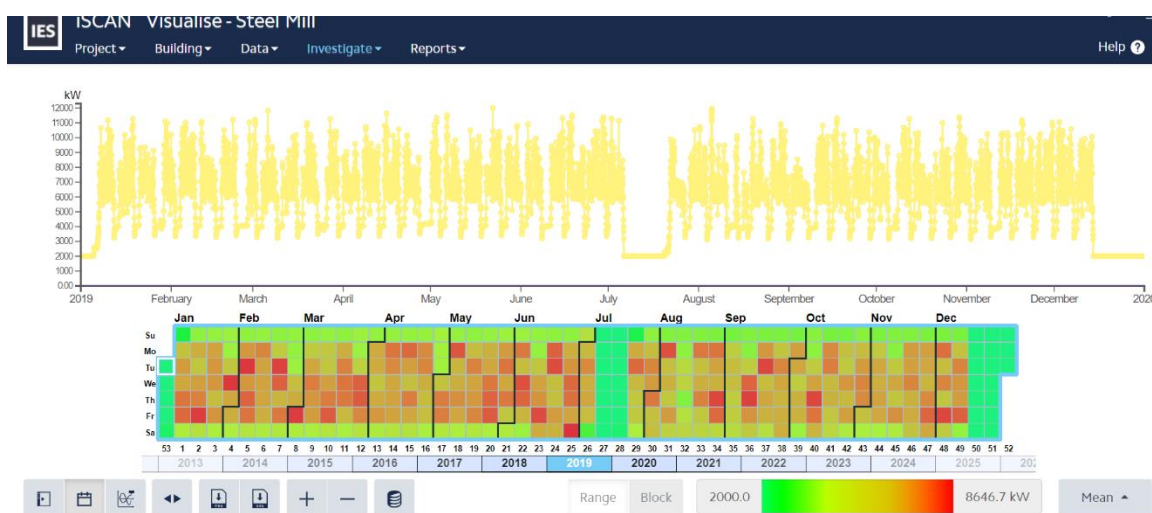 IES
iSCAN Visualise - Steel Mill
Project Building Data Investigate Reports Help ?
kW
12000
11000
10000
9000
8000
7000
6000
5000
4000
3000
2000
1000
0.00
2019 February March April May June July August September October November December 2020
Jan Feb Mar Apr May Jun Jul Aug Sep Oct Nov Dec
Su
Mo
Tu
We
Th
Fr
Sa
53 1 2 3 4 5 6 7 8 9 10 11 12 13 14 15 16 17 18 19 20 21 22 23 24 25 26 27 28 29 30 31 32 33 34 35 36 37 38 39 40 41 42 43 44 45 46 47 48 49 50 51 52
2013 2014 2015 2016 2017 2018 2019 2020 2021 2022 2023 2024 2025
Range Block 2000.0 8646.7 kW Mean